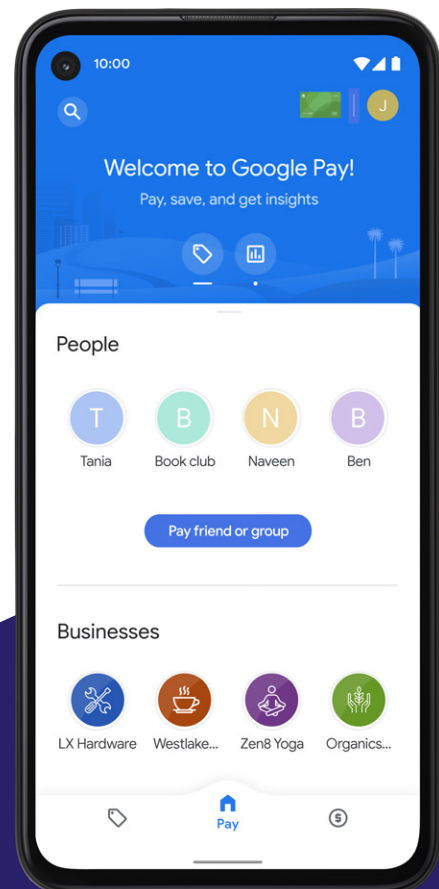 10:00
J
Welcome to Google Pay!
Pay, save, and get insights
People
T
B
N
B
Tania
Book club
Naveen
Ben
Pay friend or group
Businesses
LX Hardware
Westlake...
Zen8 Yoga
Organics...
$
Pay